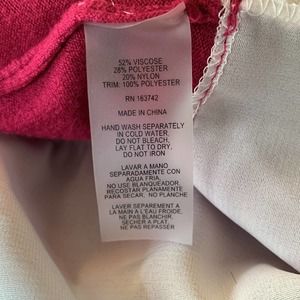 52% VISCOSE
28% POLYESTER
20% NYLON
TRIM: 100% POLYESTER
RN 163742
MADE IN CHINA
HAND WASH SEPARATELY
IN COLD WATER,
DO NOT BLEACH,
LAY FLAT TO DRY.
DO NOT IRON
LAVAR A MANO
SEPARADAMENTE CON
AGUA FRIA,
NO USE BLANQUEADOR,
RECOSTAR PLANAMENTE
PARA SECAR, NO PLANCHE
LAVER SEPAREMENT A
LA MAIN A L'EAU FROIDE,
NE PAS BLANCHIR.
SECHER A PLAT.
NE PAS REPASSER